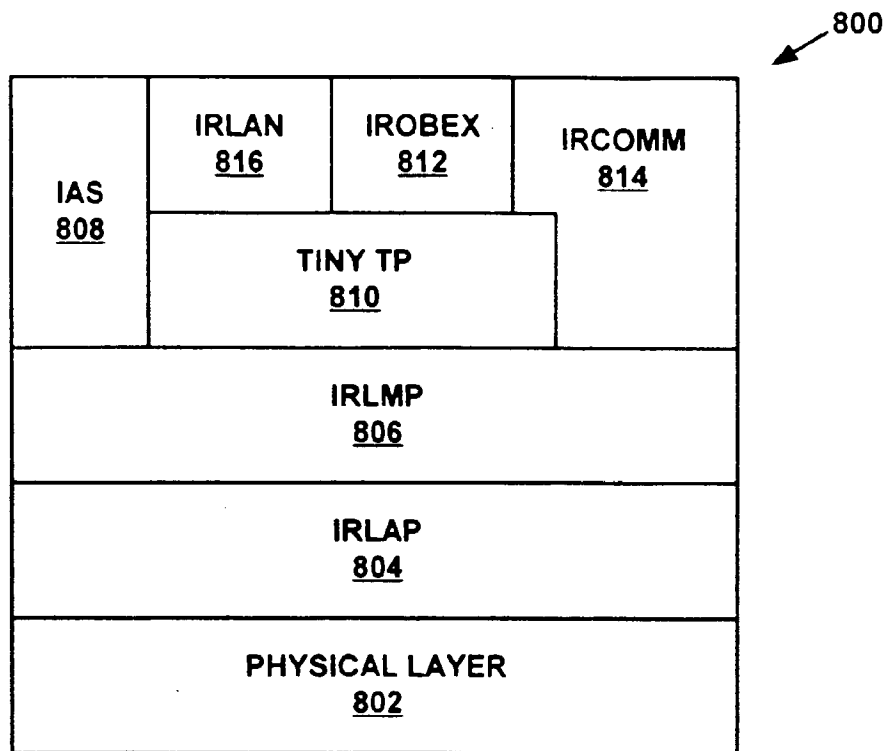 800
IRLAN
816
IROBEX
812
IRCOMM
814
IAS
808
TINY TP
810
IRLMP
806
IRLAP
804
PHYSICAL LAYER
802